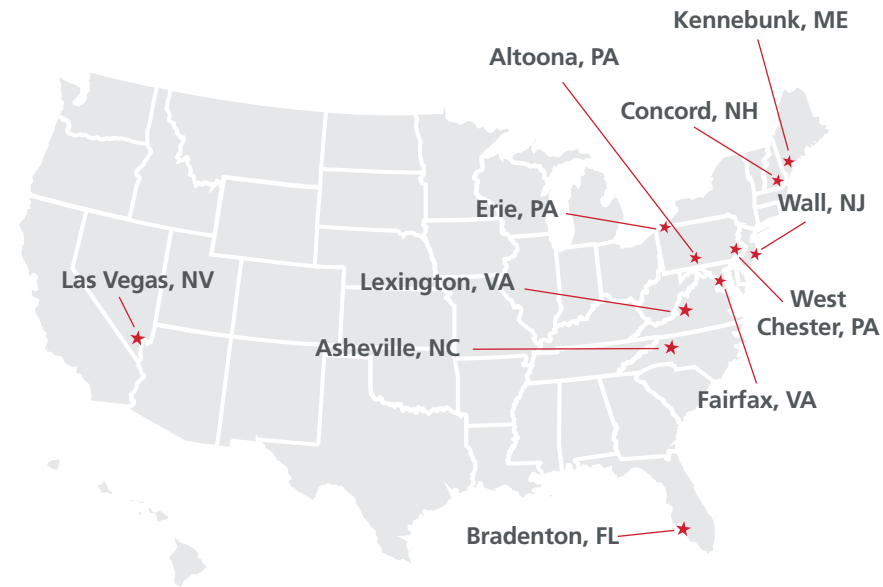 Kennebunk, ME
Altoona, PA
Concord, NH
Wall, NJ
Erie, PA
Las Vegas, NV
Lexington, VA
West
Chester, PA
Asheville, NC
Fairfax, VA
Bradenton, FL